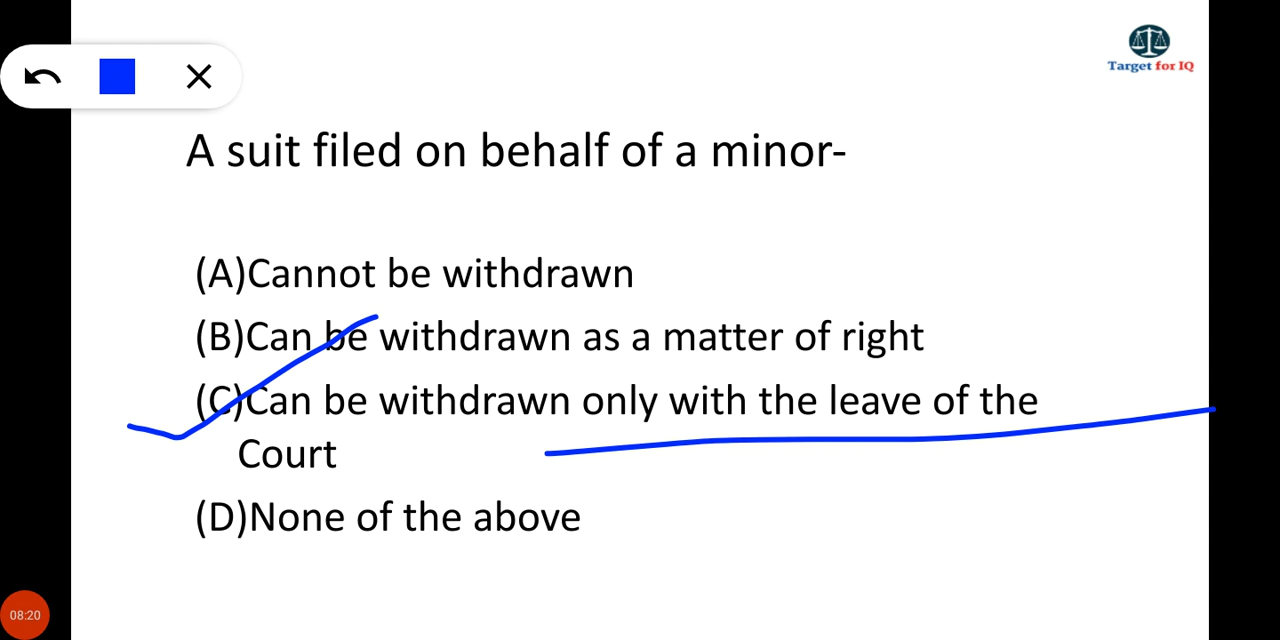 Target for IQ
A suit filed on behalf of a minor-
(A)Cannot be withdrawn
(B)Can be withdrawn as a matter of right
(C)Can be withdrawn only with the leave of the
Court
(D)None of the above
08:20